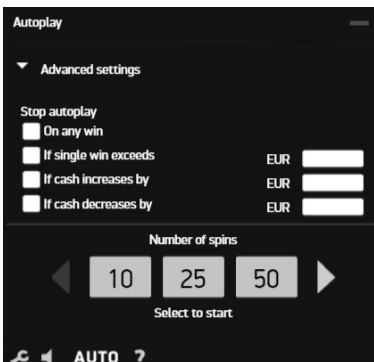 Autoplay
Advanced settings
Stop autoplay
On any win
If single win exceeds EUR
If cash increases by EUR
If cash decreases by EUR
Number of spins
10 25 50
Select to start
AUTO ?